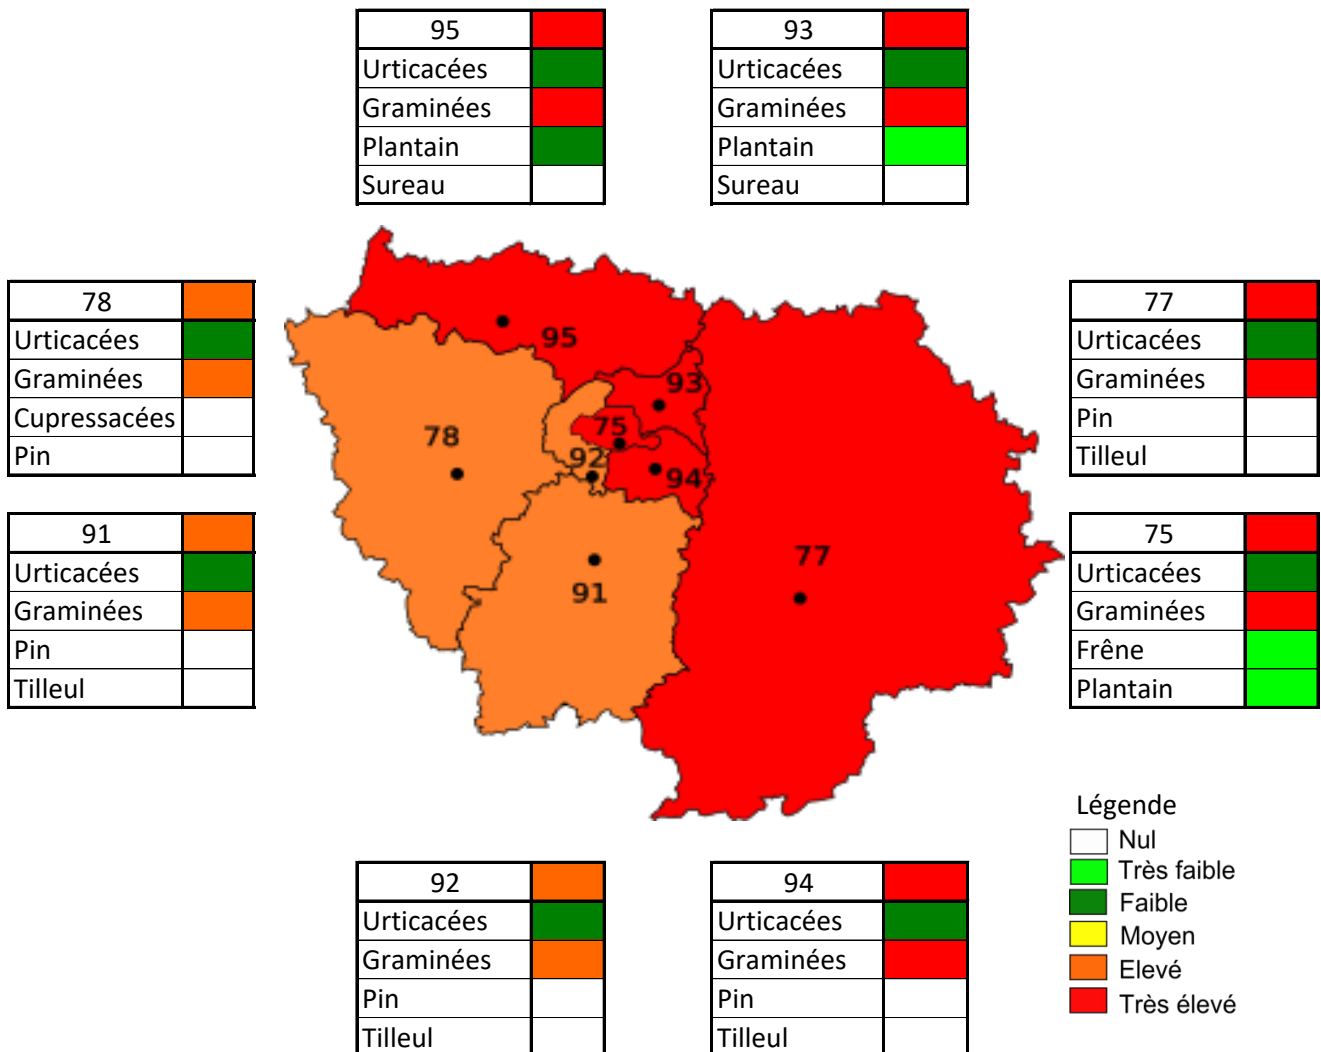 95
Urticacées
Graminées
Plantain
Sureau
93
Urticacées
Graminées
Plantain
Sureau
78
Urticacées
Graminées
Cupressacées
Pin
77
Urticacées
Graminées
Pin
Tilleul
95
93
75
78
92
94
77
91
91
Urticacées
Graminées
Pin
Tilleul
75
Urticacées
Graminées
Frêne
Plantain
92
Urticacées
Graminées
Pin
Tilleul
94
Urticacées
Graminées
Pin
Tilleul
Légende
Nul
Très faible
Faible
Moyen
Elevé
Très élevé